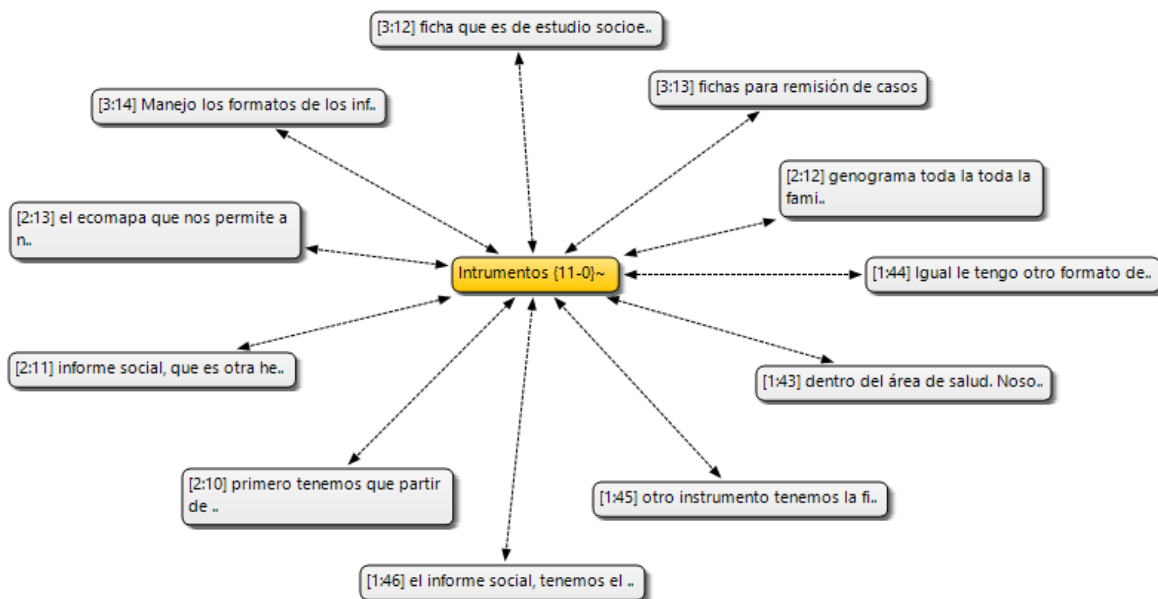 [3:12] ficha que es de estudio socioe..
[3:13] fichas para remisión de casos
[3:14] Manejo los formatos de los inf..
[2:12] genograma toda la toda la
fami..
[2:13] el ecomapa que nos permite a
n..
Intrumentos {11-0}~
[1:44] Igual le tengo otro formato de..
[2:11] informe social, que es otra he..
[1:43] dentro del área de salud. Noso..
[2:10] primero tenemos que partir
de ..
[1:45] otro instrumento tenemos la fi..
[1:46] el informe social, tenemos el ..